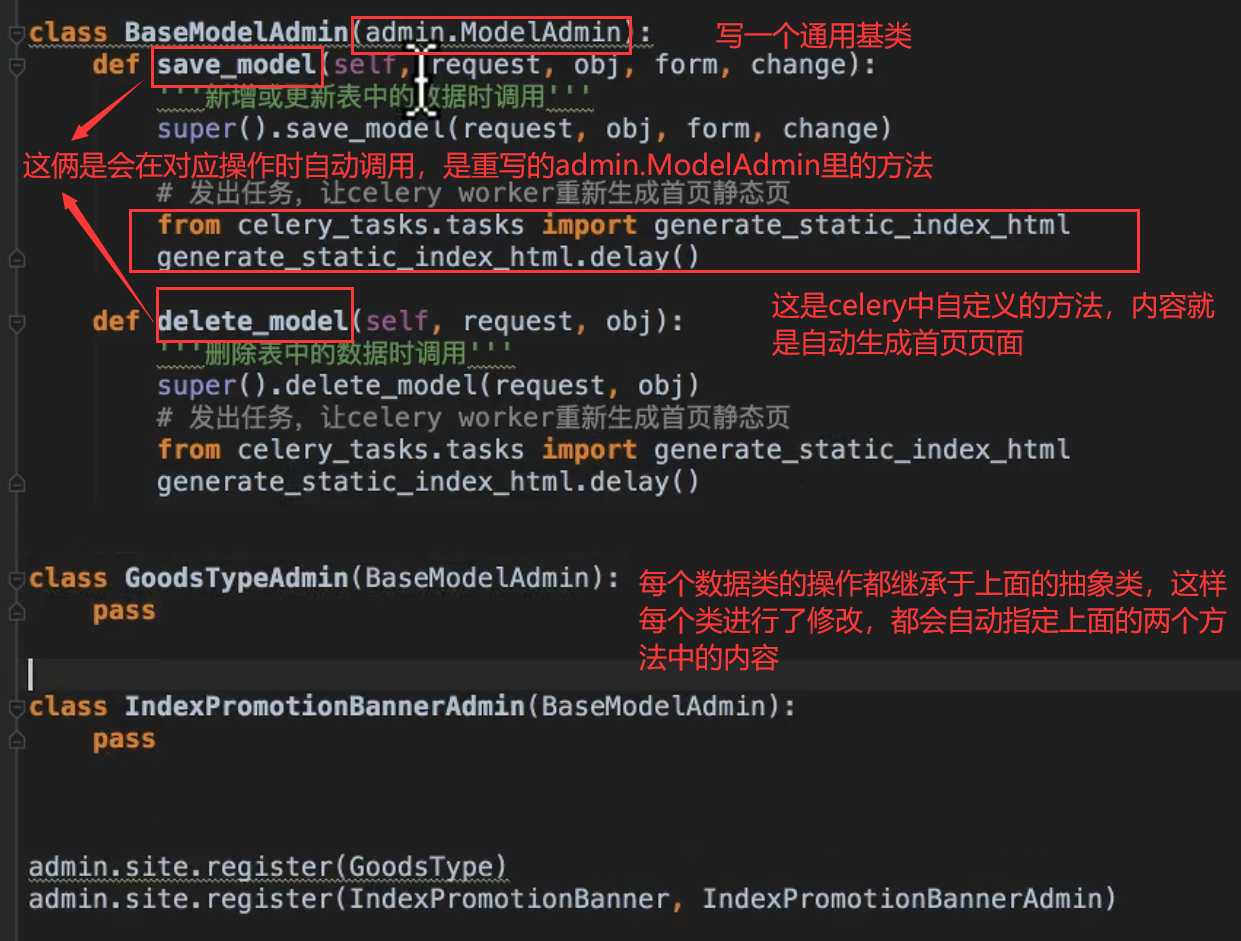 class BaseModelAdmin(admin.ModelAdmin):
写一个通用基类
def save_model(self, request, obj, form, change):
'''新增或更新表中的数据时调用'''
super().save_model(request, obj, form, change)
这俩是会在对应操作时自动调用，是重写的admin.ModelAdmin里的方法
# 发出任务，让celery worker重新生成首页静态页
from celery_tasks.tasks import generate_static_index_html
generate_static_index_html.delay()
这是celery中自定义的方法，内容就
是自动生成首页页面
def delete_model(self, request, obj):
'''删除表中的数据时调用'''
super().delete_model(request, obj)
# 发出任务，让celery worker重新生成首页静态页
from celery_tasks.tasks import generate_static_index_html
generate_static_index_html.delay()
class GoodsTypeAdmin(BaseModelAdmin):
pass
每个数据类的操作都继承于上面的抽象类，这样
每个类进行了修改，都会自动指定上面的两个方
法中的内容
class IndexPromotionBannerAdmin(BaseModelAdmin):
pass
admin.site.register(GoodsType)
admin.site.register(IndexPromotionBanner, IndexPromotionBannerAdmin)